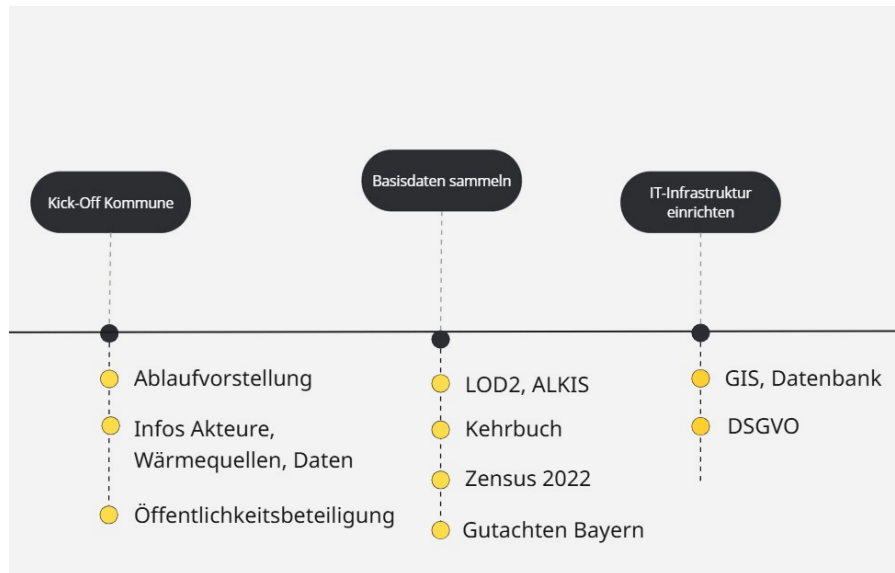 Kick-Off Kommune
Ablaufvorstellung
Infos Akteure,
Wärmequellen, Daten
Öffentlichkeitsbeteiligung
Basisdaten sammeln
LOD2, ALKIS
Kehrbuch
Zensus 2022
Gutachten Bayern
IT-Infrastruktur
einrichten
GIS, Datenbank
DSGVO